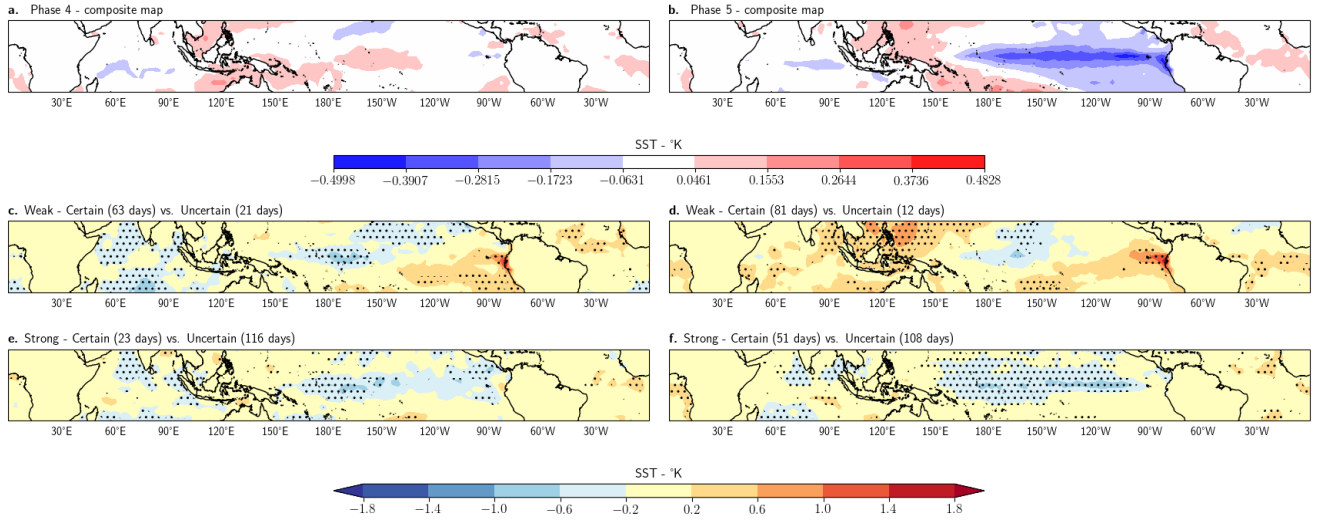 a. Phase 4 - composite map
b. Phase 5 - composite map
30°E 60°E 90°E 120°E 150°E 180°E 150°W 120°W 90°W 60°W 30°W
30°E 60°E 90°E 120°E 150°E 180°E 150°W 120°W 90°W 60°W 30°W
SST - °K
−0.4998 −0.3907 −0.2815 −0.1723 −0.0631 0.0461 0.1553 0.2644 0.3736 0.4828
c. Weak - Certain (63 days) vs. Uncertain (21 days)
d. Weak - Certain (81 days) vs. Uncertain (12 days)
30°E 60°E 90°E 120°E 150°E 180°E 150°W 120°W 90°W 60°W 30°W
30°E 60°E 90°E 120°E 150°E 180°E 150°W 120°W 90°W 60°W 30°W
e. Strong - Certain (23 days) vs. Uncertain (116 days)
f. Strong - Certain (51 days) vs. Uncertain (108 days)
30°E 60°E 90°E 120°E 150°E 180°E 150°W 120°W 90°W 60°W 30°W
30°E 60°E 90°E 120°E 150°E 180°E 150°W 120°W 90°W 60°W 30°W
SST - °K
−1.8 −1.4 −1.0 −0.6 −0.2 0.2 0.6 1.0 1.4 1.8